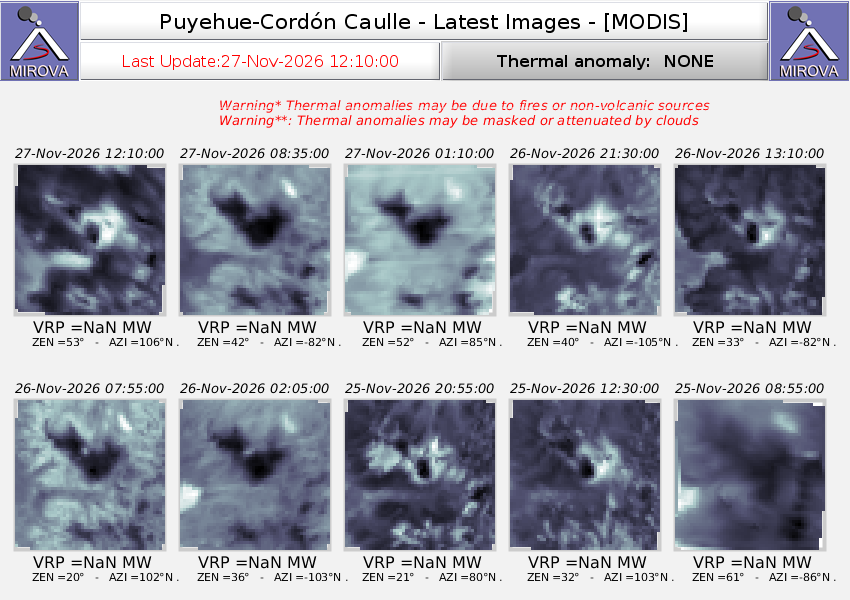 Puyehue-Cordón Caulle - Latest Images - [MODIS]
MIROVA
Last Update:27-Nov-2026 12:10:00
Thermal anomaly: NONE
MIROVA
Warning* Thermal anomalies may be due to fires or non-volcanic sources
Warning**: Thermal anomalies may be masked or attenuated by clouds
27-Nov-2026 12:10:00 27-Nov-2026 08:35:00 27-Nov-2026 01:10:00 26-Nov-2026 21:30:00 26-Nov-2026 13:10:00
VRP =NaN MW VRP =NaN MW VRP =NaN MW VRP =NaN MW VRP =NaN MW
ZEN =53° - AZI =106°N . ZEN =42° - AZI =-82°N . ZEN =52° - AZI =85°N . ZEN =40° - AZI =-105°N . ZEN =33° - AZI =-82°N .
26-Nov-2026 07:55:00 26-Nov-2026 02:05:00 25-Nov-2026 20:55:00 25-Nov-2026 12:30:00 25-Nov-2026 08:55:00
VRP =NaN MW VRP =NaN MW VRP =NaN MW VRP =NaN MW VRP =NaN MW
ZEN =20° - AZI =102°N . ZEN =36° - AZI =-103°N . ZEN =21° - AZI =80°N . ZEN =32° - AZI =103°N . ZEN =61° - AZI =-86°N .